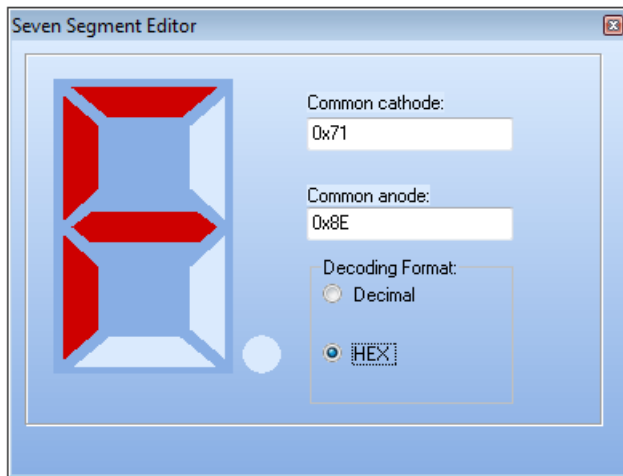 Seven Segment Editor
Common cathode:
0x71
Common anode:
0x8E
Decoding Format:
Decimal
HEX